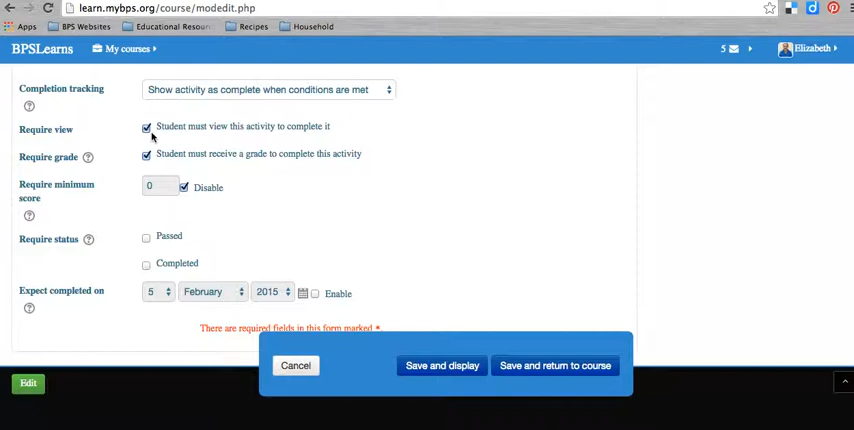 learn.mybps.org/course/modedit.php
Apps BPS Websites Educational Resour Recipes Household
BPSLearns My courses 5 Elizabeth
Completion tracking Show activity as complete when conditions are met
Require view Student must view this activity to complete it
Require grade Student must receive a grade to complete this activity
Require minimum
score 0 Disable
Require status Passed
Completed
Expect completed on 5 February 2015 Enable
There are required fields in this form marked *.
Cancel Save and display Save and return to course
Edit